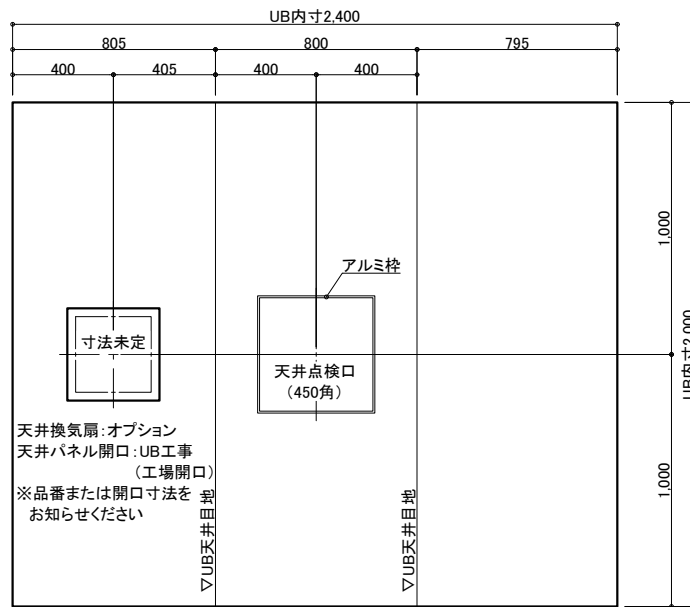 UB内寸2,400
805
800
795
400
405
400
400
アルミ枠
1,000
寸法未定
天井点検口
（450角）
UB内寸2,000
天井換気扇：オプション
天井パネル開口：UB工事
（工場開口）
※品番または開口寸法を
お知らせください
▽UB天井目地
▽UB天井目地
1,000